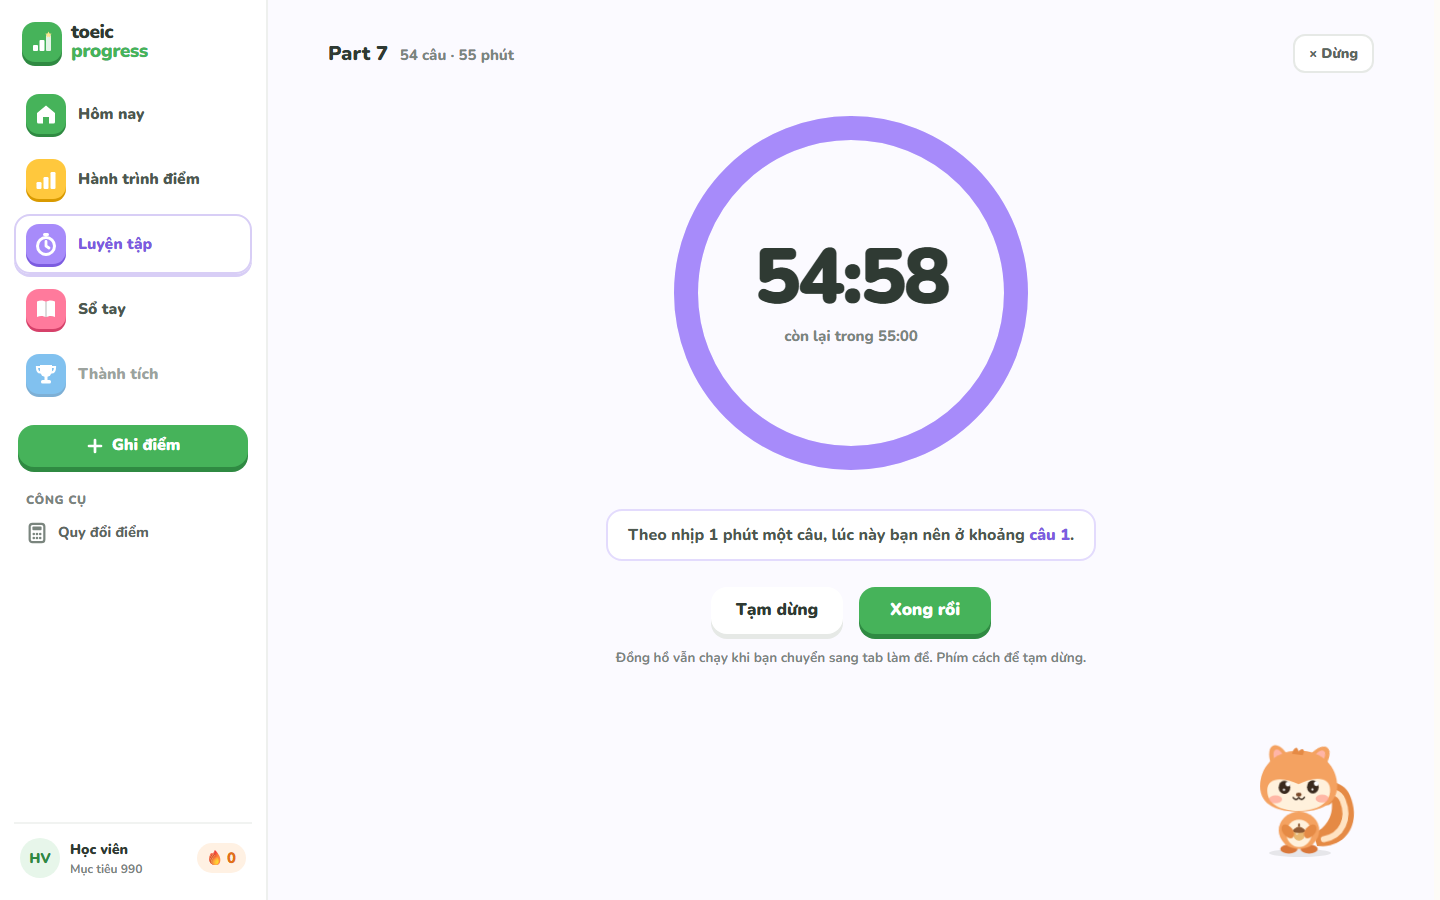 toeic
progress
Hôm nay
Hành trình điểm
Luyện tập
Sổ tay
Thành tích
+ Ghi điểm
CÔNG CỤ
Quy đổi điểm
HV
Học viên
Mục tiêu 990
0
Part 7 54 câu · 55 phút
× Dừng
54:58
còn lại trong 55:00
Theo nhịp 1 phút một câu, lúc này bạn nên ở khoảng câu 1.
Tạm dừng
Xong rồi
Đồng hồ vẫn chạy khi bạn chuyển sang tab làm đề. Phím cách để tạm dừng.